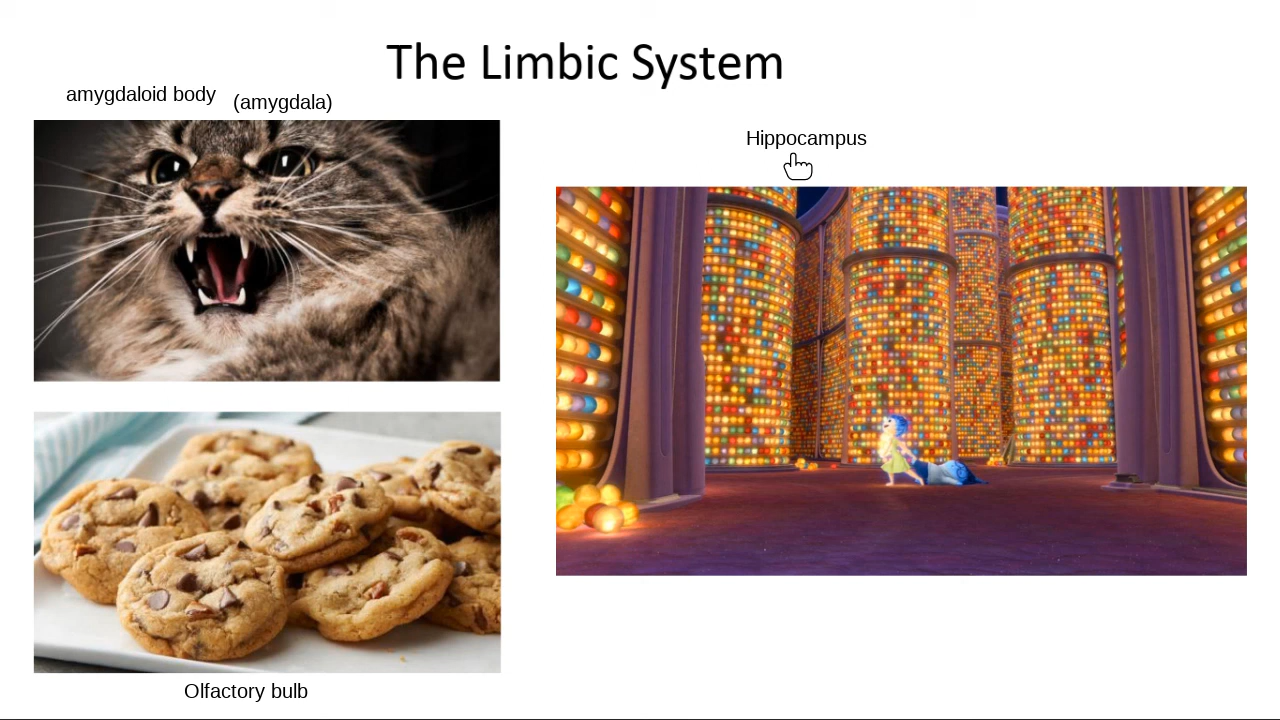 The Limbic System
amygdaloid body (amygdala)
Hippocampus
Olfactory bulb